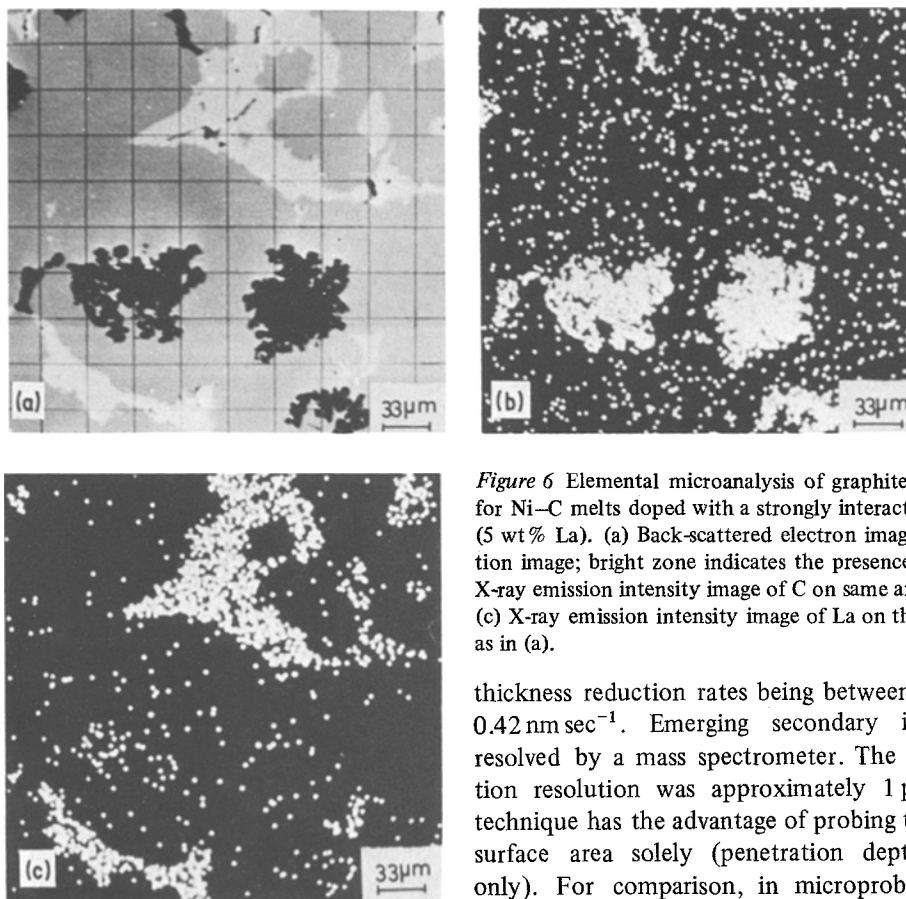 (a)
33μm
(b)
33μm
(c)
33μm
Figure 6 Elemental microanalysis of graphite
for Ni–C melts doped with a strongly interact
(5 wt % La). (a) Back-scattered electron imag
tion image; bright zone indicates the presence
X-ray emission intensity image of C on same a
(c) X-ray emission intensity image of La on th
as in (a).
thickness reduction rates being between
0.42 nm sec⁻¹. Emerging secondary i
resolved by a mass spectrometer. The
tion resolution was approximately 1 p
technique has the advantage of probing t
surface area solely (penetration dept
only). For comparison, in microprob